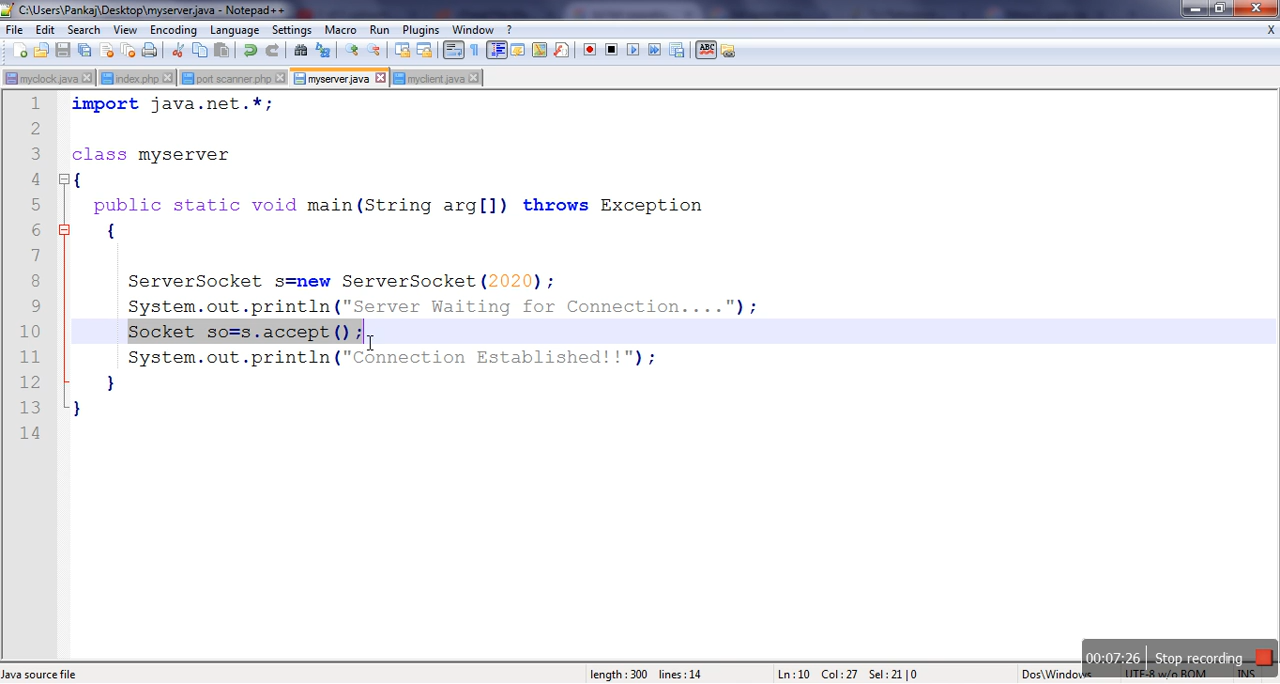 C:\Users\Pankaj\Desktop\myserver.java - Notepad++
File Edit Search View Encoding Language Settings Macro Run Plugins Window ? X
ABC
myclock.java index.php port scanner.php myserver.java myclient.java
1 import java.net.*;
2
3 class myserver
4 {
5 public static void main(String arg[]) throws Exception
6 {
7
8 ServerSocket s=new ServerSocket(2020);
9 System.out.println("Server Waiting for Connection....");
10 Socket so=s.accept();
11 System.out.println("Connection Established!!");
12 }
13 }
14
00:07:26 Stop recording
Java source file length:300 lines:14 Ln:10 Col:27 Sel:21|0 Dos\Windows UTF-8 w/o BOM INS